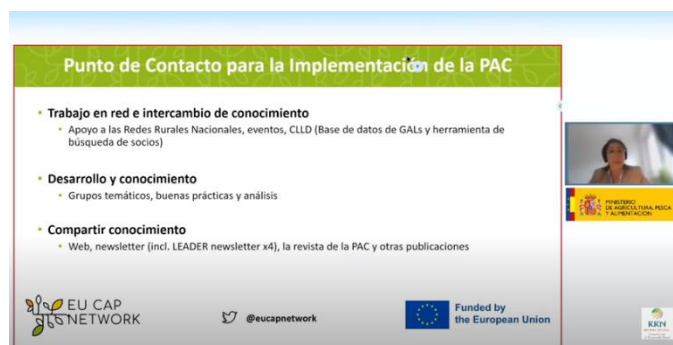 Punto de Contacto para la Implementación de la PAC
• Trabajo en red e intercambio de conocimiento
• Apoyo a las Redes Rurales Nacionales, eventos, CLLD (Base de datos de GALs y herramienta de
búsqueda de socios)
• Desarrollo y conocimiento
• Grupos temáticos, buenas prácticas y análisis
• Compartir conocimiento
• Web, newsletter (incl. LEADER newsletter x4), la revista de la PAC y otras publicaciones
MINISTERIO
DE AGRICULTURA, PESCA
Y ALIMENTACIÓN
EU CAP
NETWORK
@eucapnetwork
Funded by
the European Union
RRN